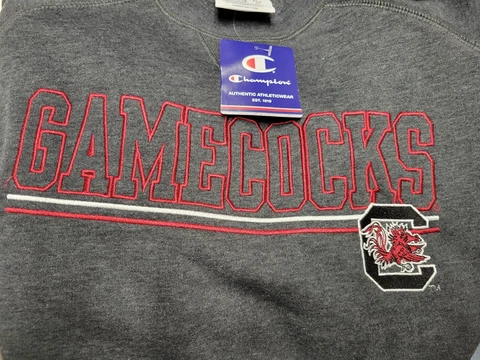 C
Champion
AUTHENTIC ATHLETICWEAR
EST. 1919
GAMECOCKS
C